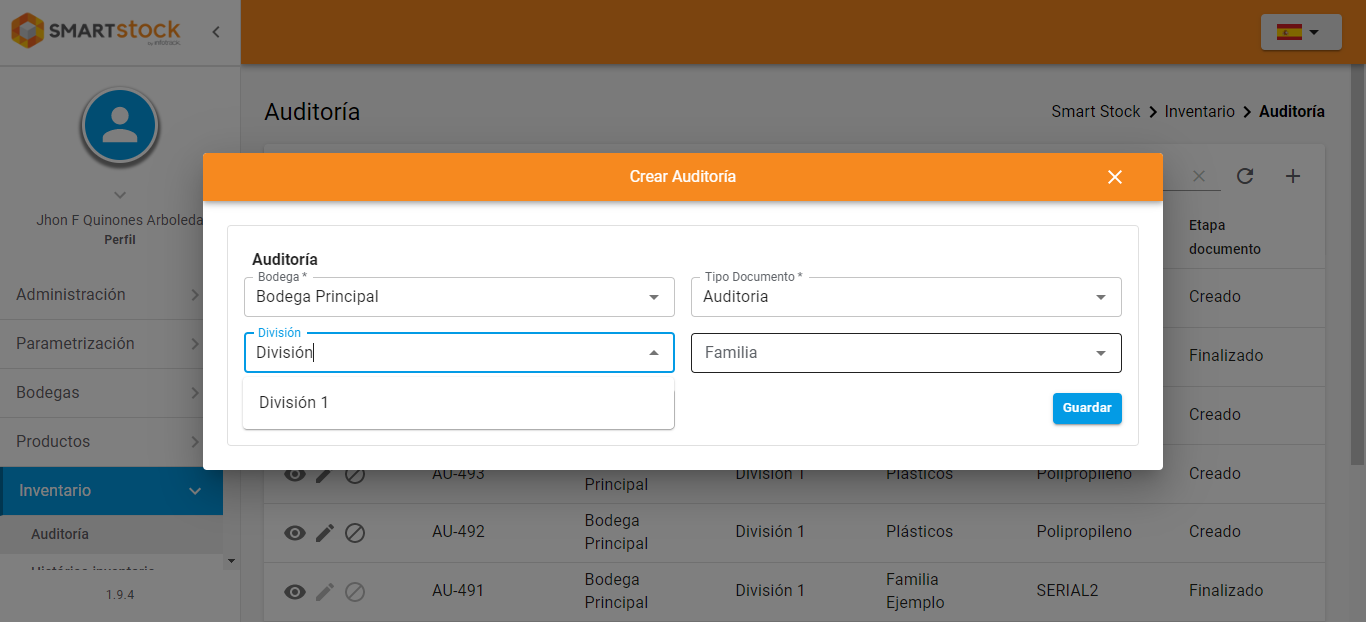 SMARTstock
by infotrack
Auditoría
Smart Stock > Inventario > Auditoría
Jhon F Quinones Arboleda
Perfil
Administración
Parametrización
Bodegas
Productos
Inventario
Auditoría
1.9.4
Crear Auditoría
Auditoría
Bodega *
Bodega Principal
Tipo Documento *
Auditoria
División
División
Familia
División 1
Guardar
Etapa
documento
Creado
Finalizado
Creado
AU-493 Principal División 1 Plásticos Polipropileno Creado
AU-492 Bodega Principal División 1 Plásticos Polipropileno Creado
AU-491 Bodega Principal División 1 Familia Ejemplo SERIAL2 Finalizado